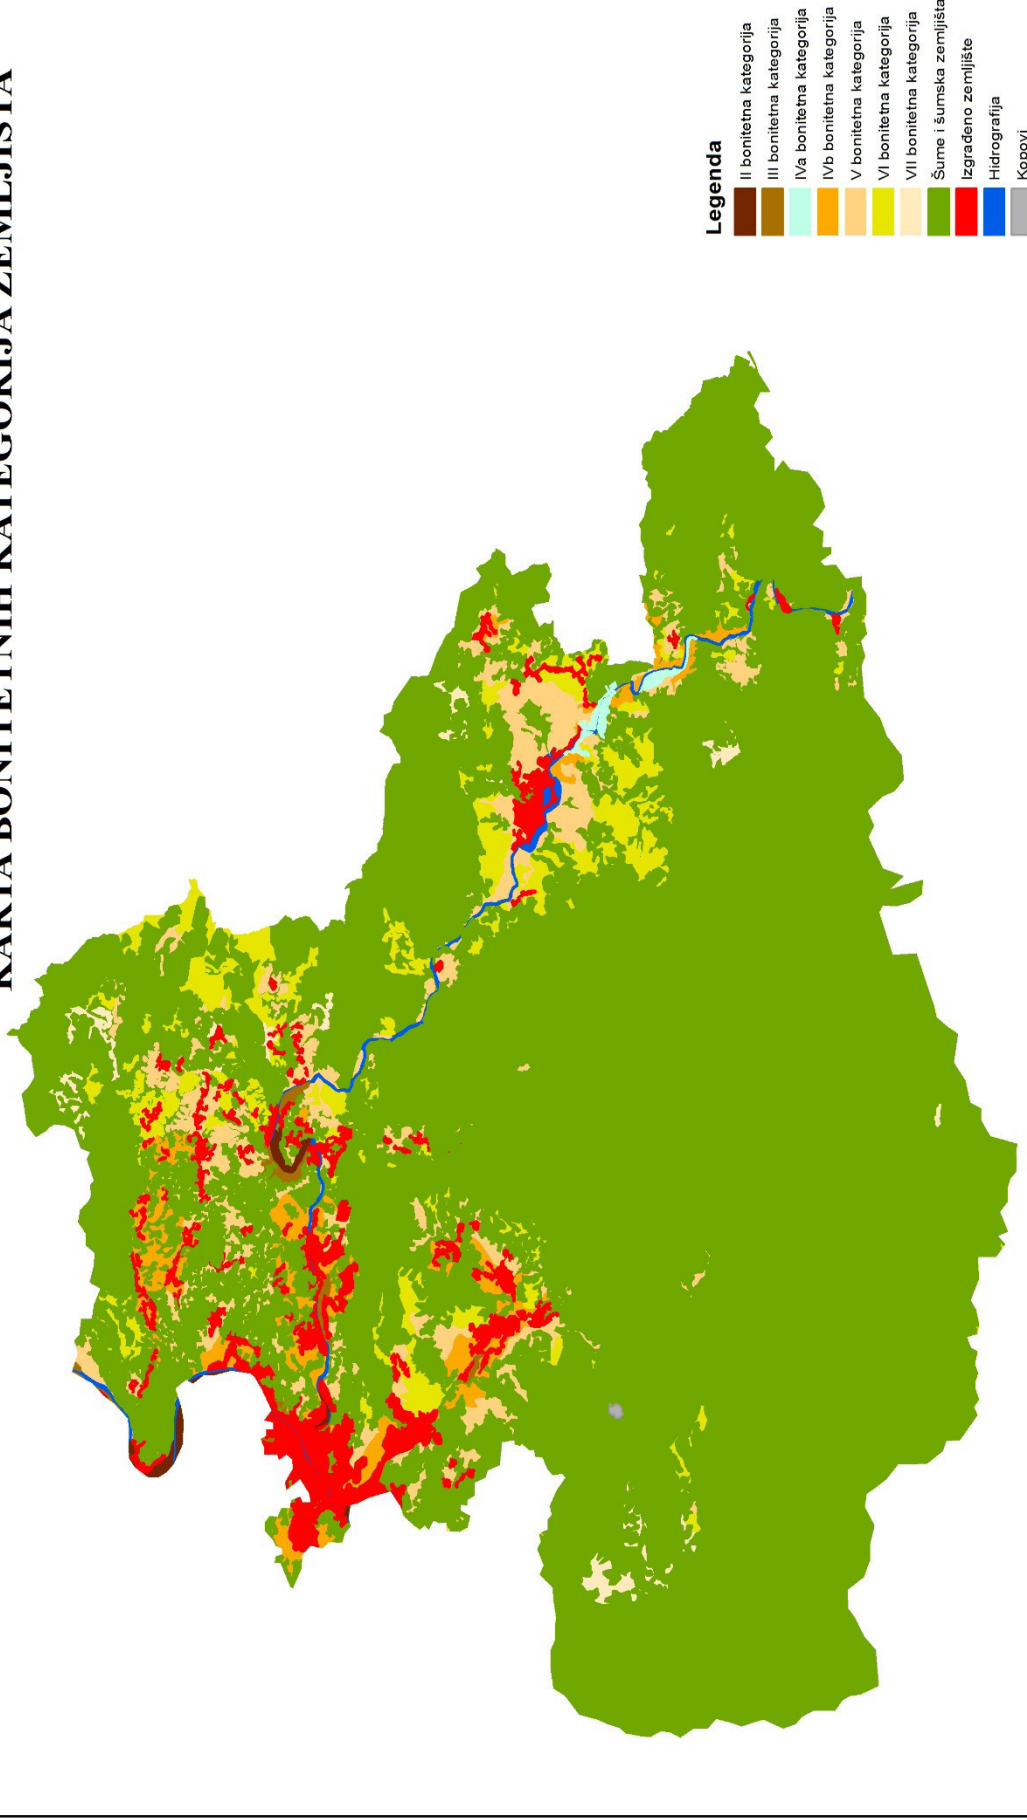 KARTA BONITETNIH KATEGORIJA ZEMLJIŠTA
Legenda
II bonitetna kategorija
III bonitetna kategorija
IVa bonitetna kategorija
IVb bonitetna kategorija
V bonitetna kategorija
VI bonitetna kategorija
VII bonitetna kategorija
Šume i šumska zemljišta
Izgrađeno zemljište
Hidrografija
Kopovi